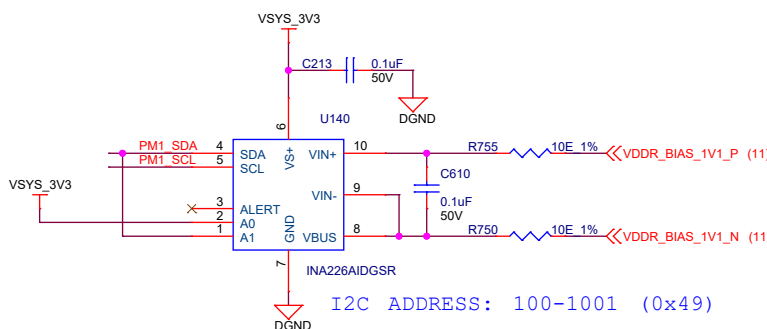 VSYS_3V3
C213 0.1uF
50V
DGND
U140
PM1_SDA 4 SDA VS+ 6 VIN+ 10 R755 10E_1% VDDR_BIAS_1V1_P (11)
PM1_SCL 5 SCL
C610
VSYS_3V3
VIN- 9 0.1uF
50V
3 ALERT
2 A0
1 A1 GND VBUS 8 R750 10E_1% VDDR_BIAS_1V1_N (11
7 INA226AIDGSR
I2C ADDRESS: 100-1001 (0x49)
DGND